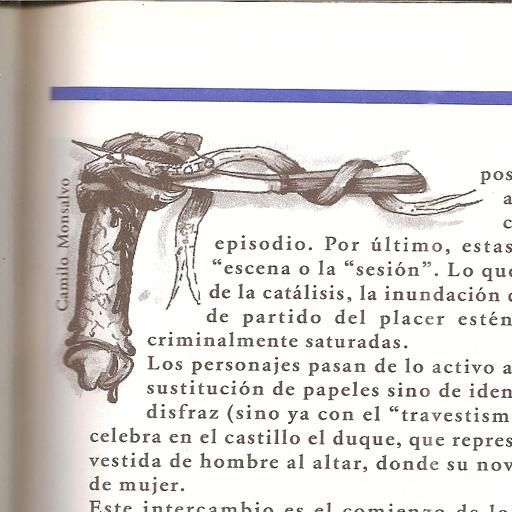 Camilo Monsalvo
pos
a
c
episodio. Por último, estas
“escena o la “sesión”. Lo que
de la catálisis, la inundación
de partido del placer estén
criminalmente saturadas.
Los personajes pasan de lo activo a
sustitución de papeles sino de iden
disfraz (sino ya con el “travestism
celebra en el castillo el duque, que repres
vestida de hombre al altar, donde su nov
de mujer.
Este intercambio es el comienzo de lo